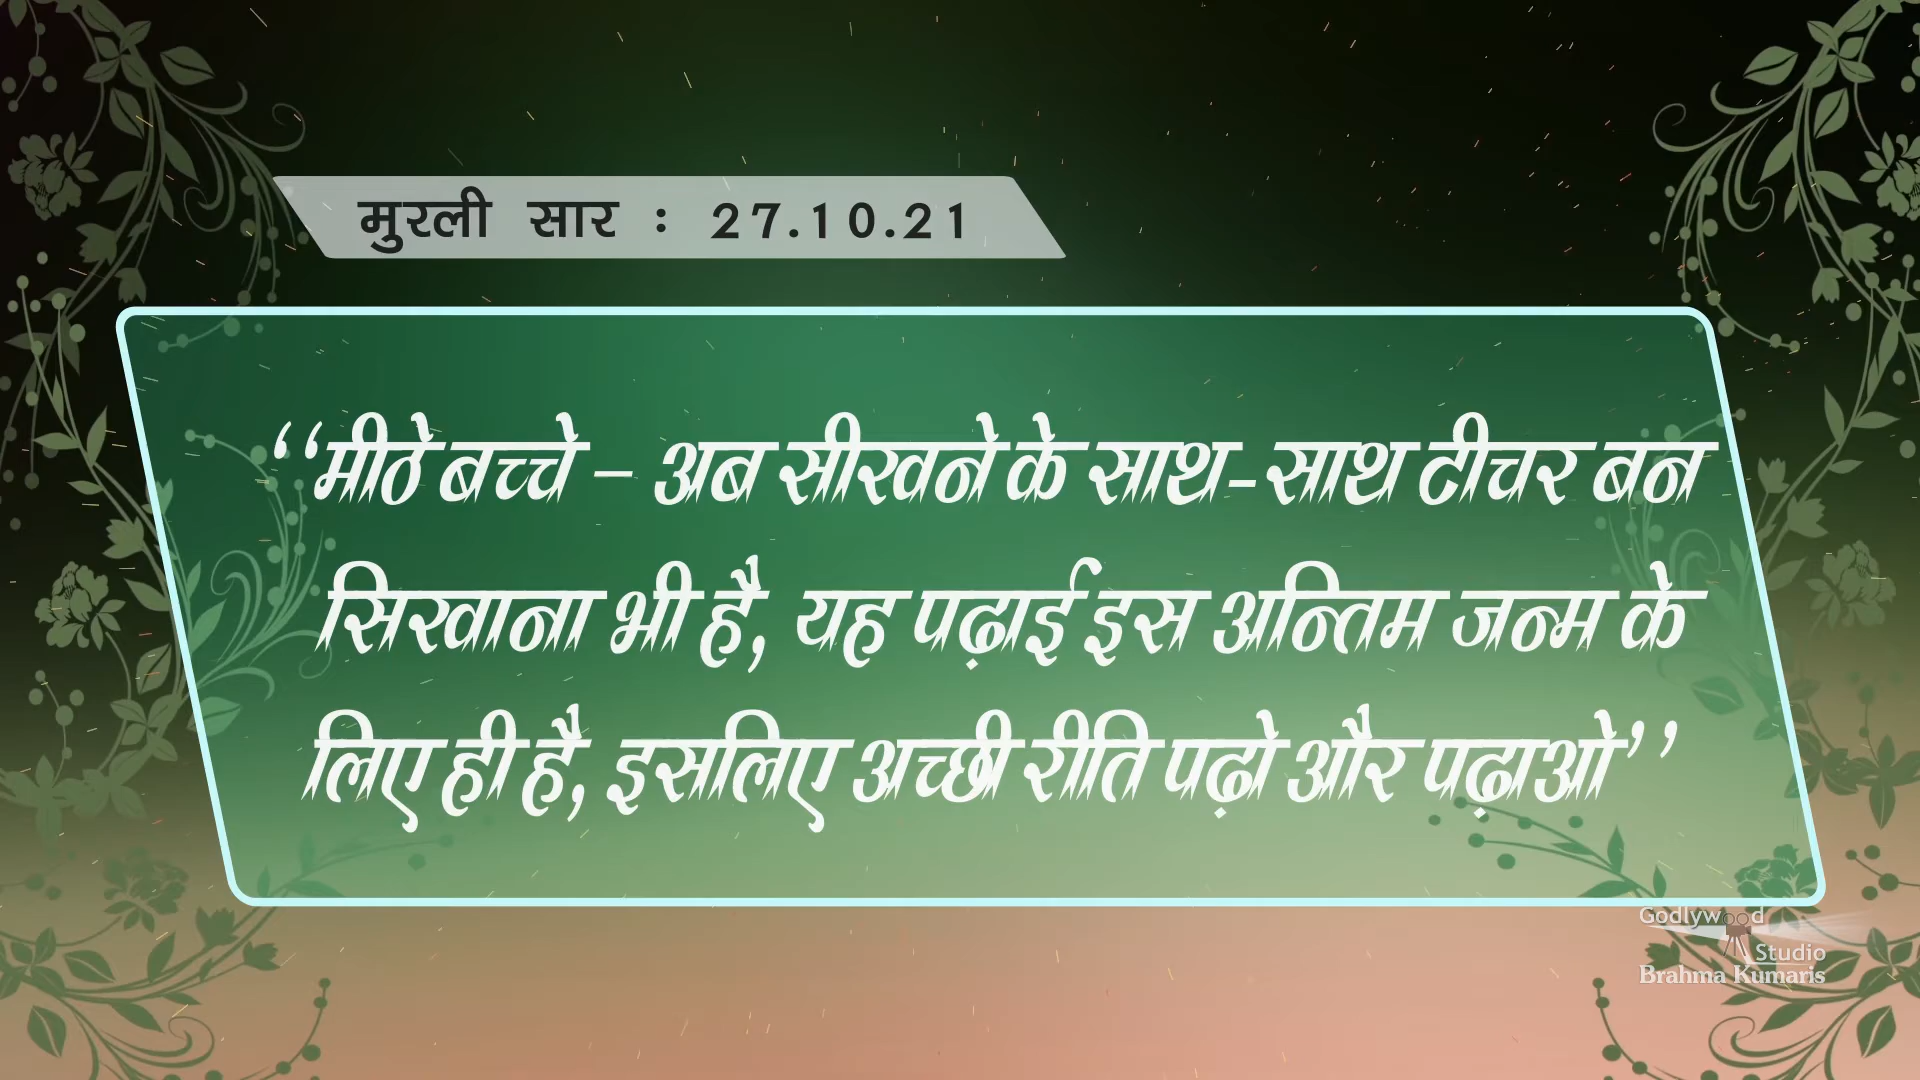 मुरली सार : 27.10.21
‘‘मीठे बच्चे – अब सीखने के साथ-साथ टीचर बन
सिखाना भी है, यह पढ़ाई इस अन्तिम जन्म के
लिए ही है, इसलिए अच्छी रीति पढ़ो और पढ़ाओ’’
Godlywood
Studio
Brahma Kumaris